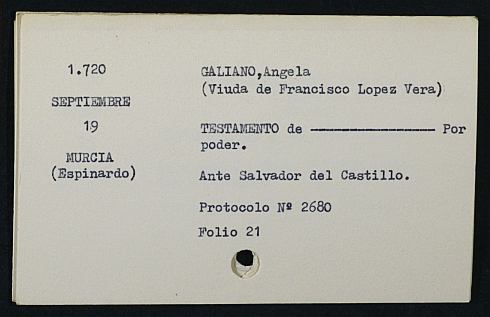 1.720
SEPTIEMBRE
19
MURCIA
(Espinardo)
GALIANO,Angela
(Viuda de Francisco Lopez Vera)
TESTAMENTO de ---------------- Por
poder.
Ante Salvador del Castillo.
Protocolo Nº 2680
Folio 21